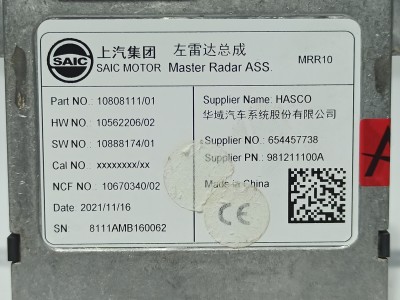 SAIC 上汽集团 左雷达总成 MRR10
SAIC MOTOR Master Radar ASS.
Part NO. : 10808111/01 Supplier Name: HASCO
华域汽车系统股份有限公司
HW NO. : 10562206/02
SW NO. : 10888174/01 Supplier NO. : 654457738
Cal NO. : xxxxxxxx/xx Supplier PN. : 981211100A
NCF NO. : 10670340/02 Made in China
Date 2021/11/16
SN 8111AMB160062
CE